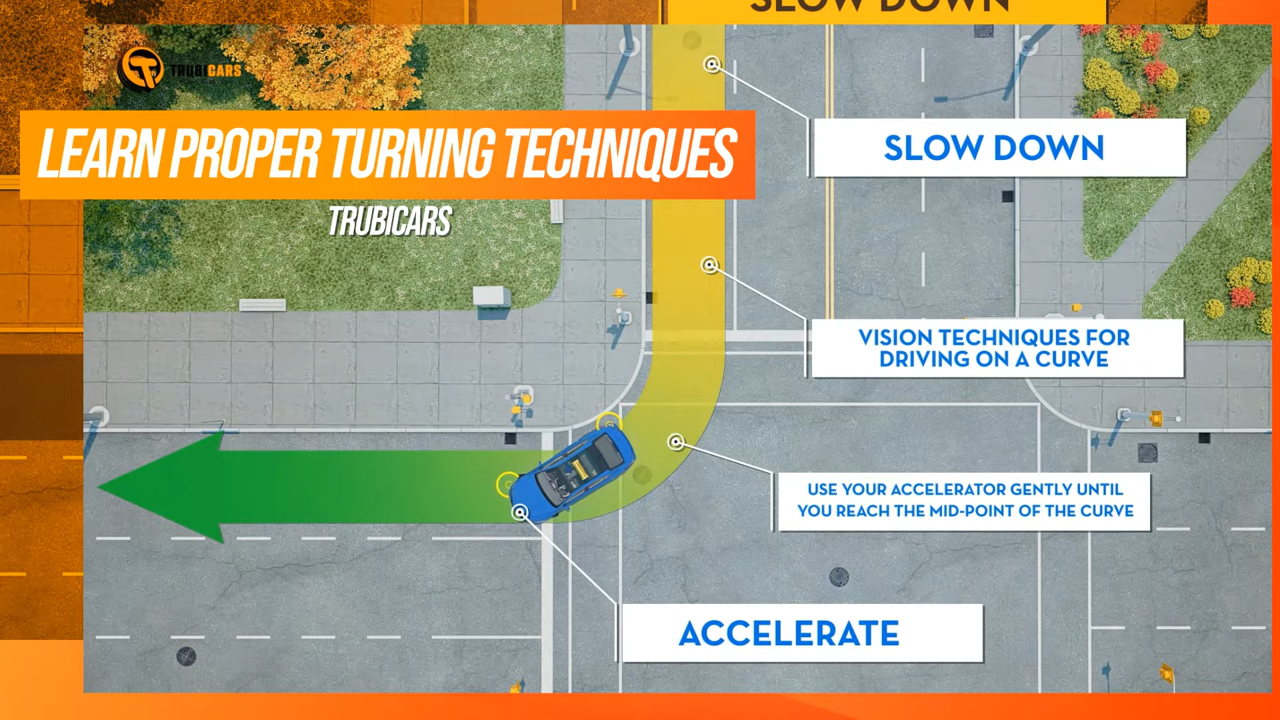 SLOW DOWN
TRUBICARS
LEARN PROPER TURNING TECHNIQUES
TRUBICARS
SLOW DOWN
VISION TECHNIQUES FOR
DRIVING ON A CURVE
USE YOUR ACCELERATOR GENTLY UNTIL
YOU REACH THE MID-POINT OF THE CURVE
ACCELERATE